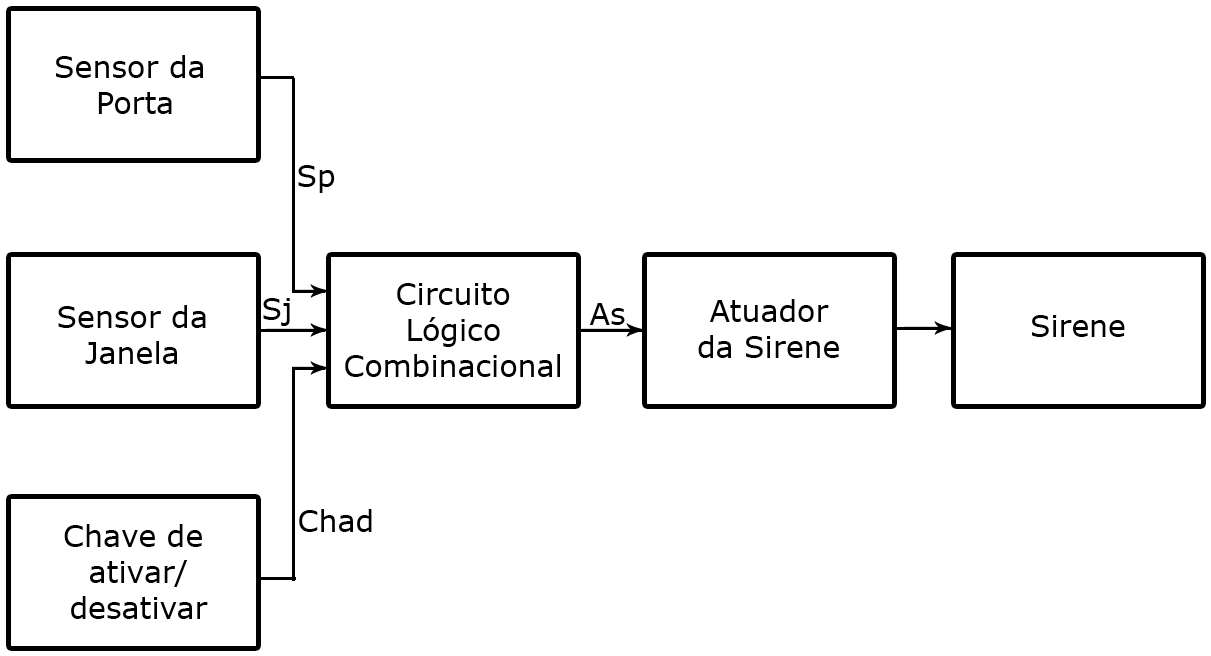 Sensor da
Porta
Sp
Sensor da
Janela
Sj
Circuito
Lógico
Combinacional
As
Atuador
da Sirene
Sirene
Chave de
ativar/
desativar
Chad